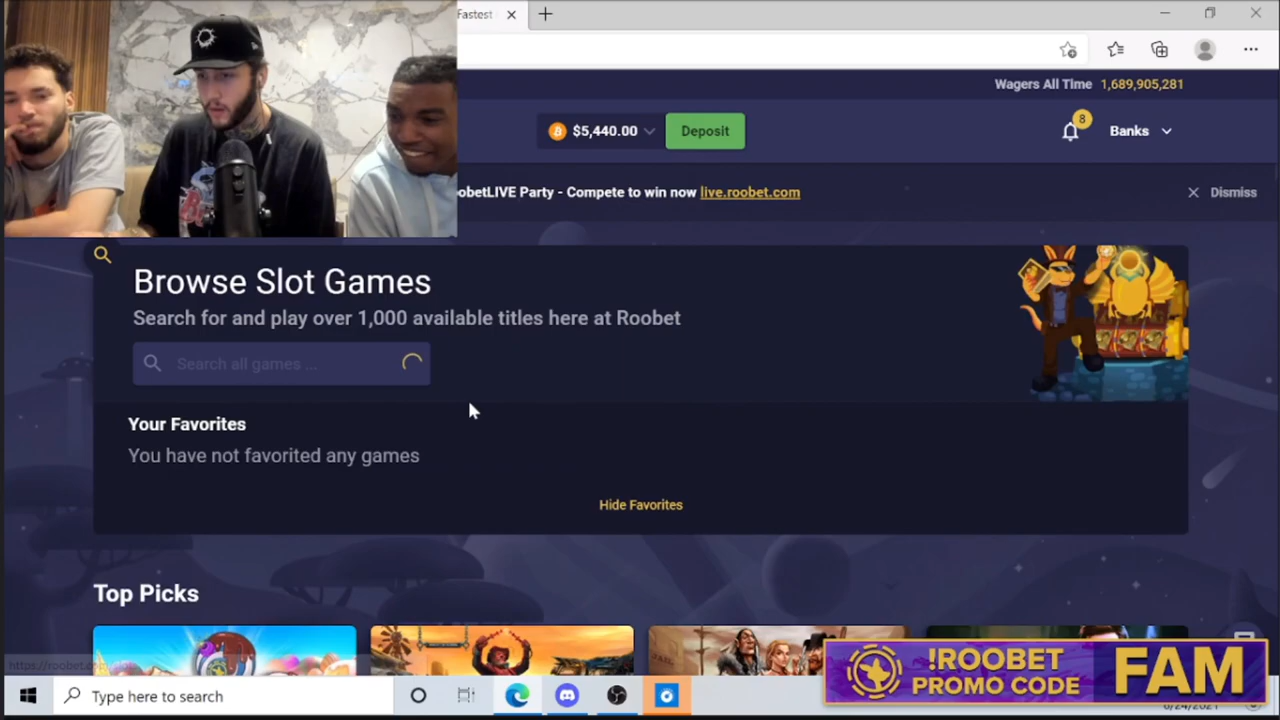 Fastest
Wagers All Time 1,689,905,281
$5,440.00
Deposit
8
Banks
oobetLIVE Party - Compete to win now live.roobet.com
Dismiss
Browse Slot Games
Search for and play over 1,000 available titles here at Roobet
Search all games ...
Your Favorites
You have not favorited any games
Hide Favorites
Top Picks
!ROOBET
PROMO CODE
FAM
Type here to search